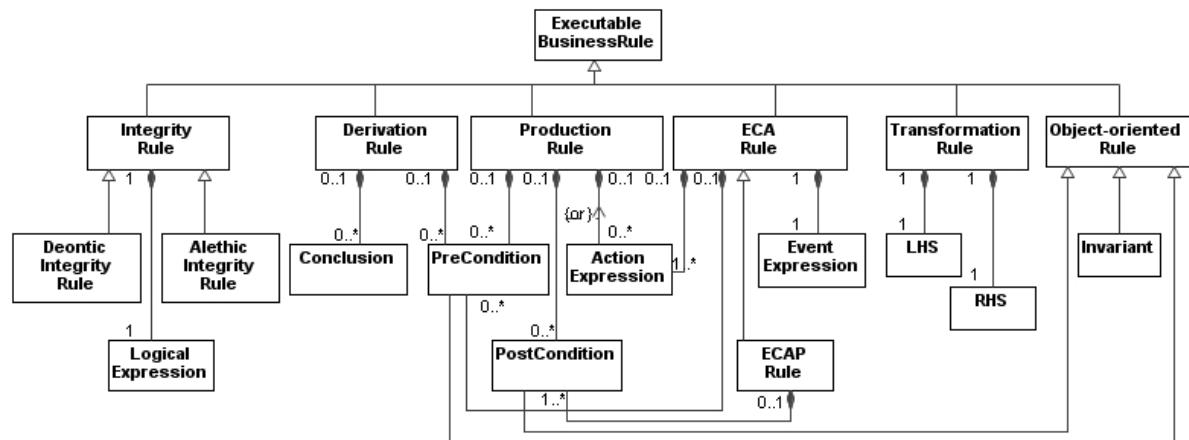 Executable
BusinessRule
Integrity
Rule
Derivation
Rule
Production
Rule
ECA
Rule
Transformation
Rule
Object-oriented
Rule
1
0..1
0..1
0..1
0..1
0..1
0..1
0..1
1
1
1
{or}
Deontic
Integrity
Rule
Alethic
Integrity
Rule
0..*
Conclusion
0..*
PreCondition
0..*
0..*
Action
Expression
1..*
1
Event
Expression
1
LHS
Invariant
1
RHS
0..*
1
Logical
Expression
0..*
PostCondition
1..*
ECAP
Rule
0..1